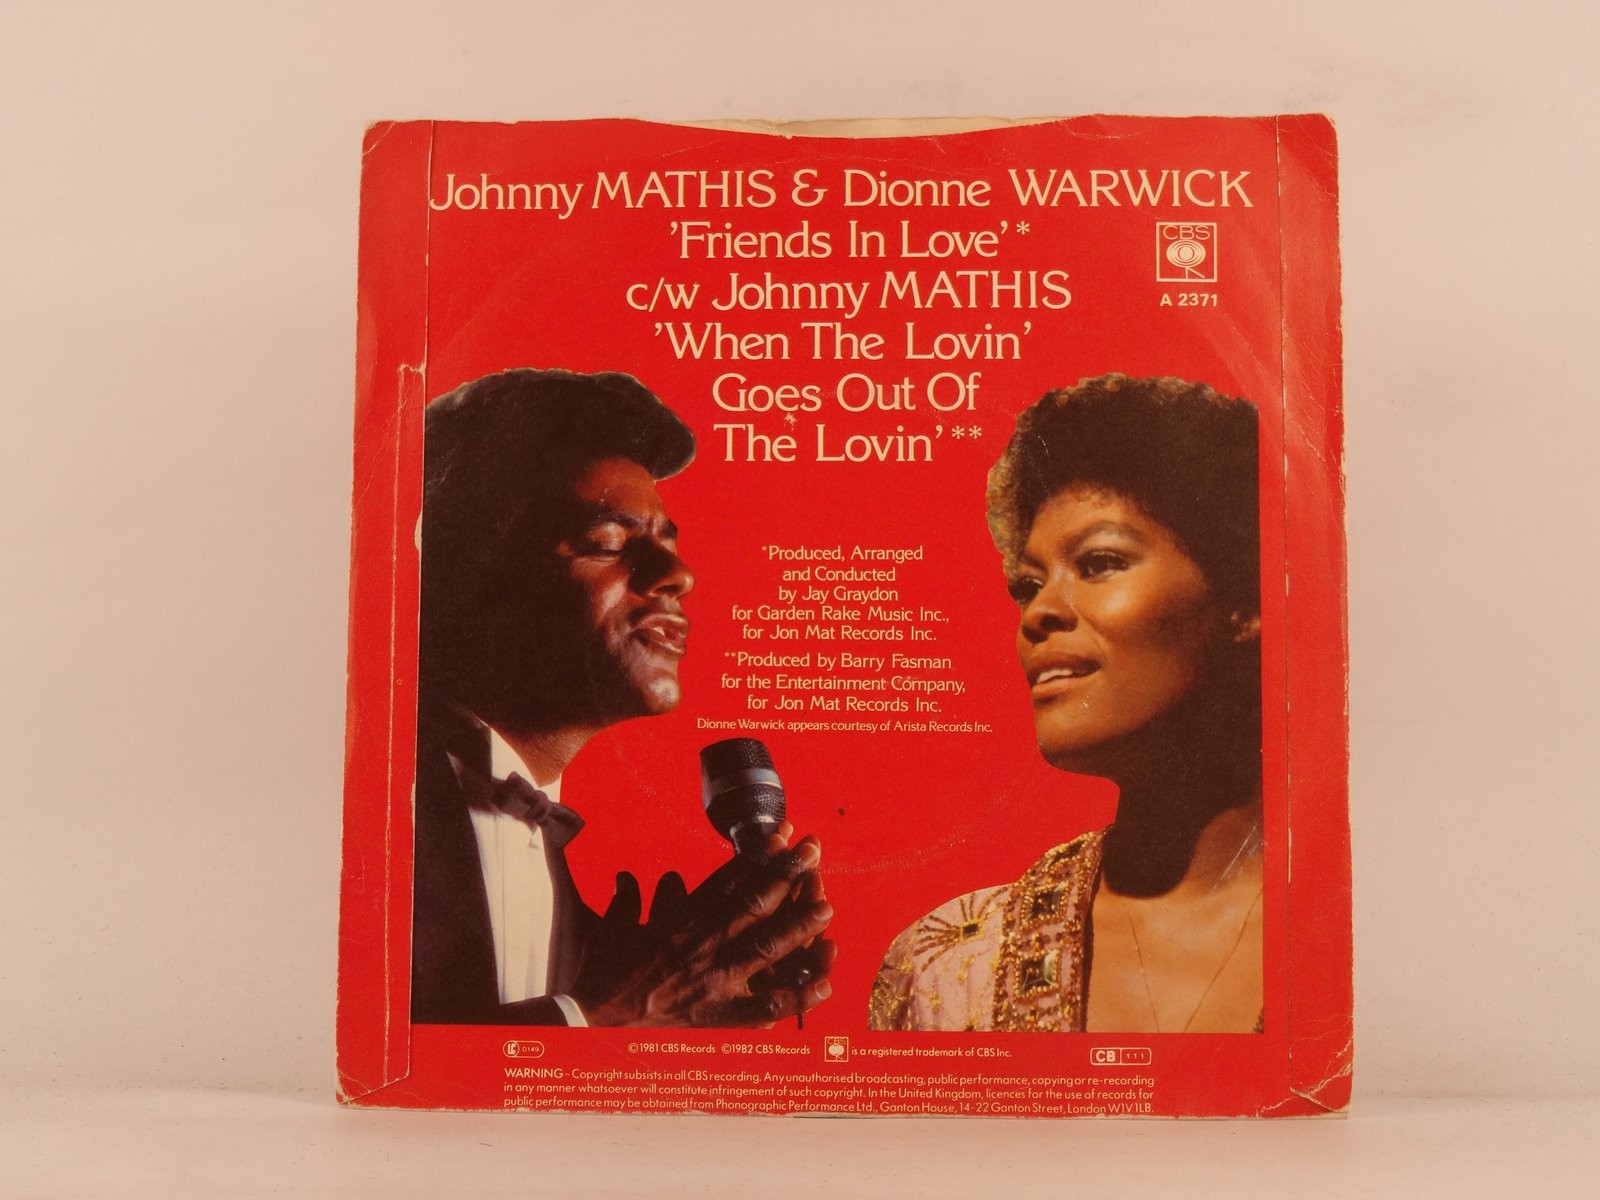 Johnny MATHIS & Dionne WARWICK
'Friends In Love'*
c/w Johnny MATHIS
'When The Lovin'
Goes Out Of
The Lovin'**
CBS
A 2371
*Produced, Arranged
and Conducted
by Jay Graydon
for Garden Rake Music Inc.,
for Jon Mat Records Inc.
**Produced by Barry Fasman
for the Entertainment Company,
for Jon Mat Records Inc.
Dionne Warwick appears courtesy of Arista Records Inc.
LC 0149 ©1981 CBS Records ©1982 CBS Records CBS is a registered trademark of CBS Inc. CB 111
WARNING – Copyright subsists in all CBS recording. Any unauthorised broadcasting, public performance, copying or re-recording
in any manner whatsoever will constitute infringement of such copyright. In the United Kingdom, licences for the use of records for
public performance may be obtained from Phonographic Performance Ltd., Ganton House, 14-22 Ganton Street, London W1V 1LB.